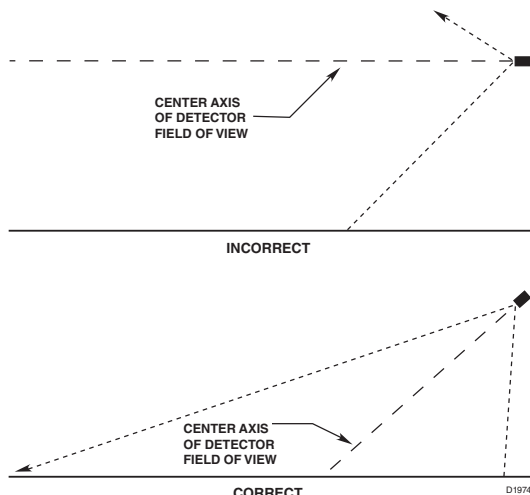 CENTER AXIS
OF DETECTOR
FIELD OF VIEW
INCORRECT
CENTER AXIS
OF DETECTOR
FIELD OF VIEW
CORRECT
D1974